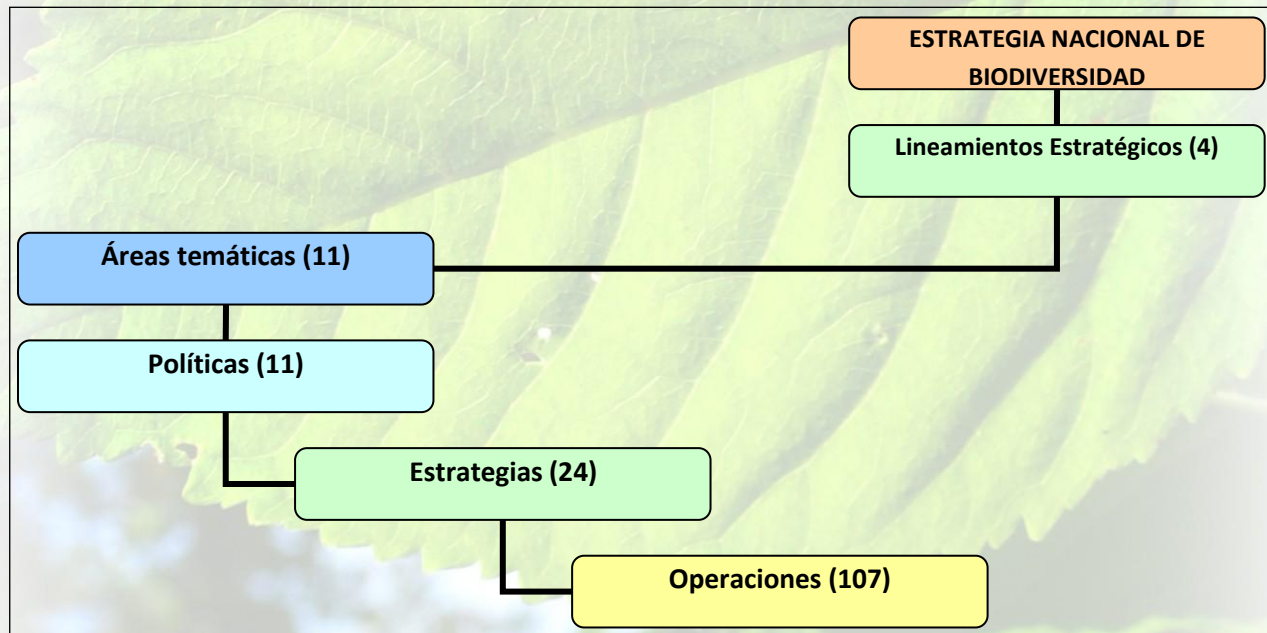 ESTRATEGIA NACIONAL DE
BIODIVERSIDAD
Lineamientos Estratégicos (4)
Áreas temáticas (11)
Políticas (11)
Estrategias (24)
Operaciones (107)